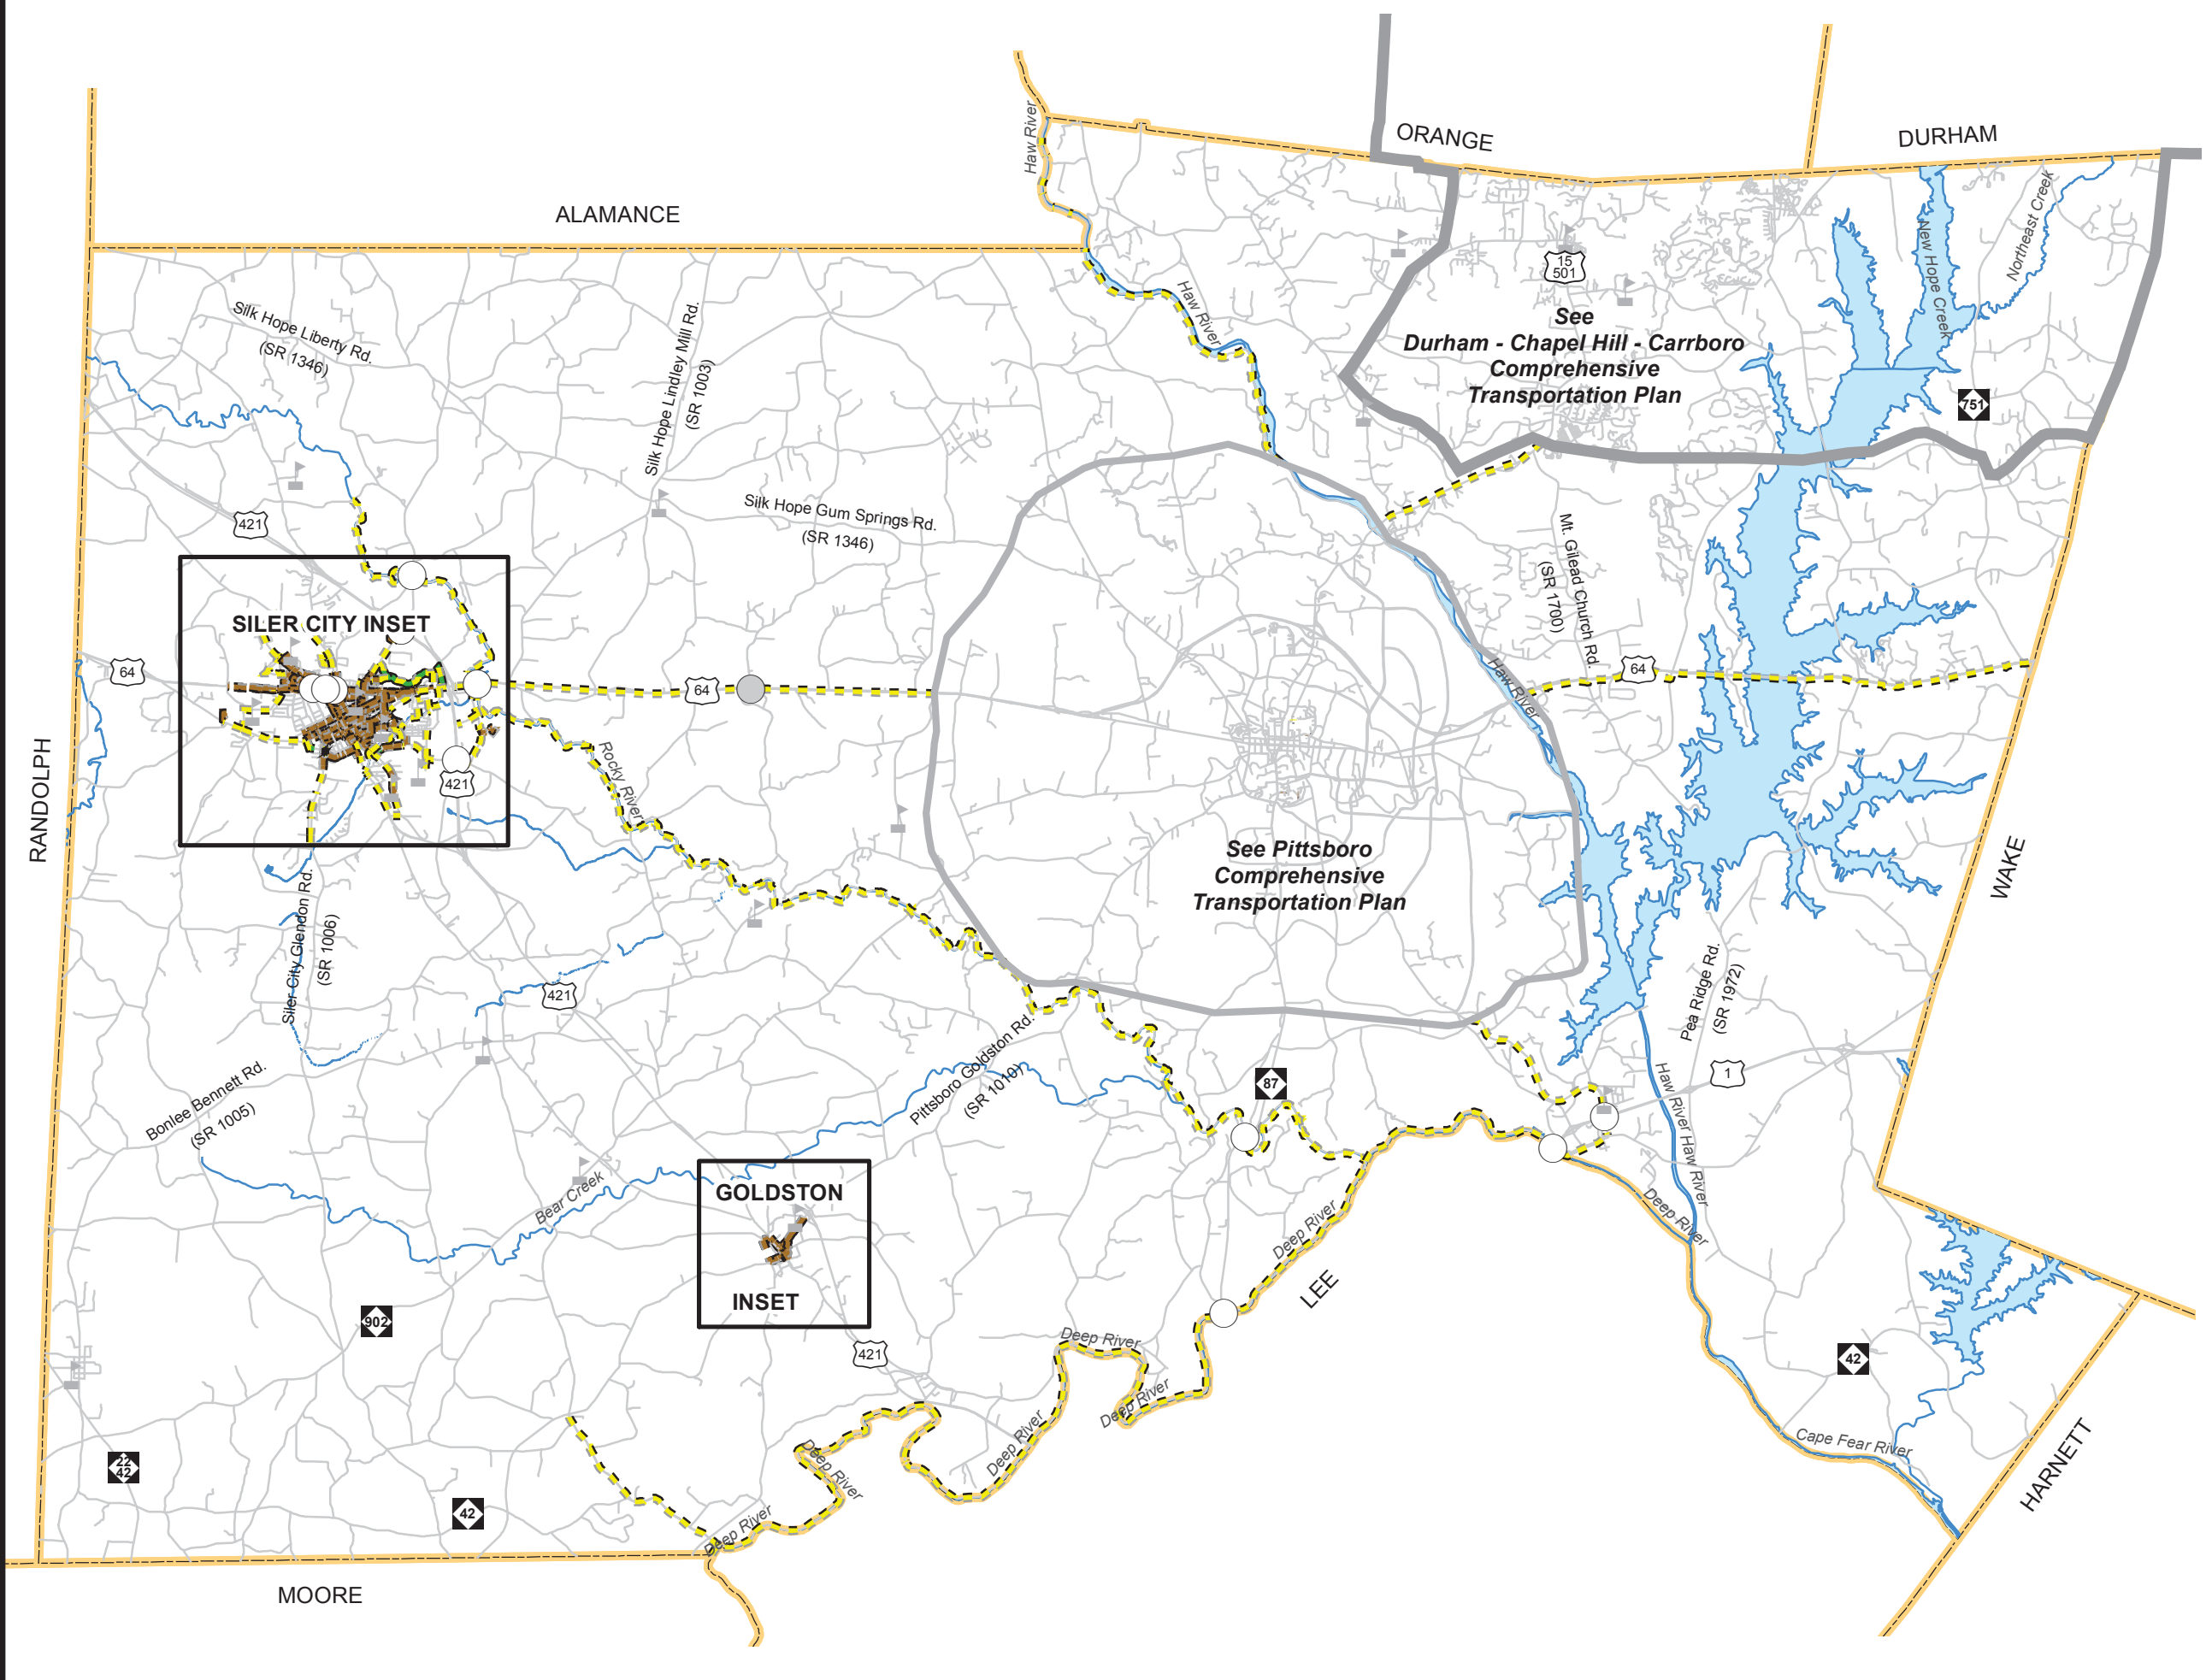 ORANGE
DURHAM
Haw River
ALAMANCE
Northeast Creek
New Hope Creek
15
501
Haw River
See
Durham - Chapel Hill - Carrboro
Comprehensive
Transportation Plan
Silk Hope Liberty Rd.
(SR 1346)
Silk Hope Lindley Mill Rd.
(SR 1003)
751
421
Silk Hope Gum Springs Rd.
(SR 1346)
Mt. Gilead Church Rd.
(SR 1700)
SILER CITY INSET
64
64
64
Haw River
421
Rocky River
RANDOLPH
See Pittsboro
Comprehensive
Transportation Plan
WAKE
Siler City Glendon Rd.
(SR 1006)
421
Pea Ridge Rd.
(SR 1972)
Pittsboro Goldston Rd.
(SR 1010)
Bonlee Bennett Rd.
(SR 1005)
87
1
Haw River
Haw River
Bear Creek
GOLDSTON
INSET
Deep River
Deep River
LEE
902
421
Deep River
Deep River
42
Cape Fear River
HARNETT
Deep River
Deep River
22
42
42
Deep River
MOORE